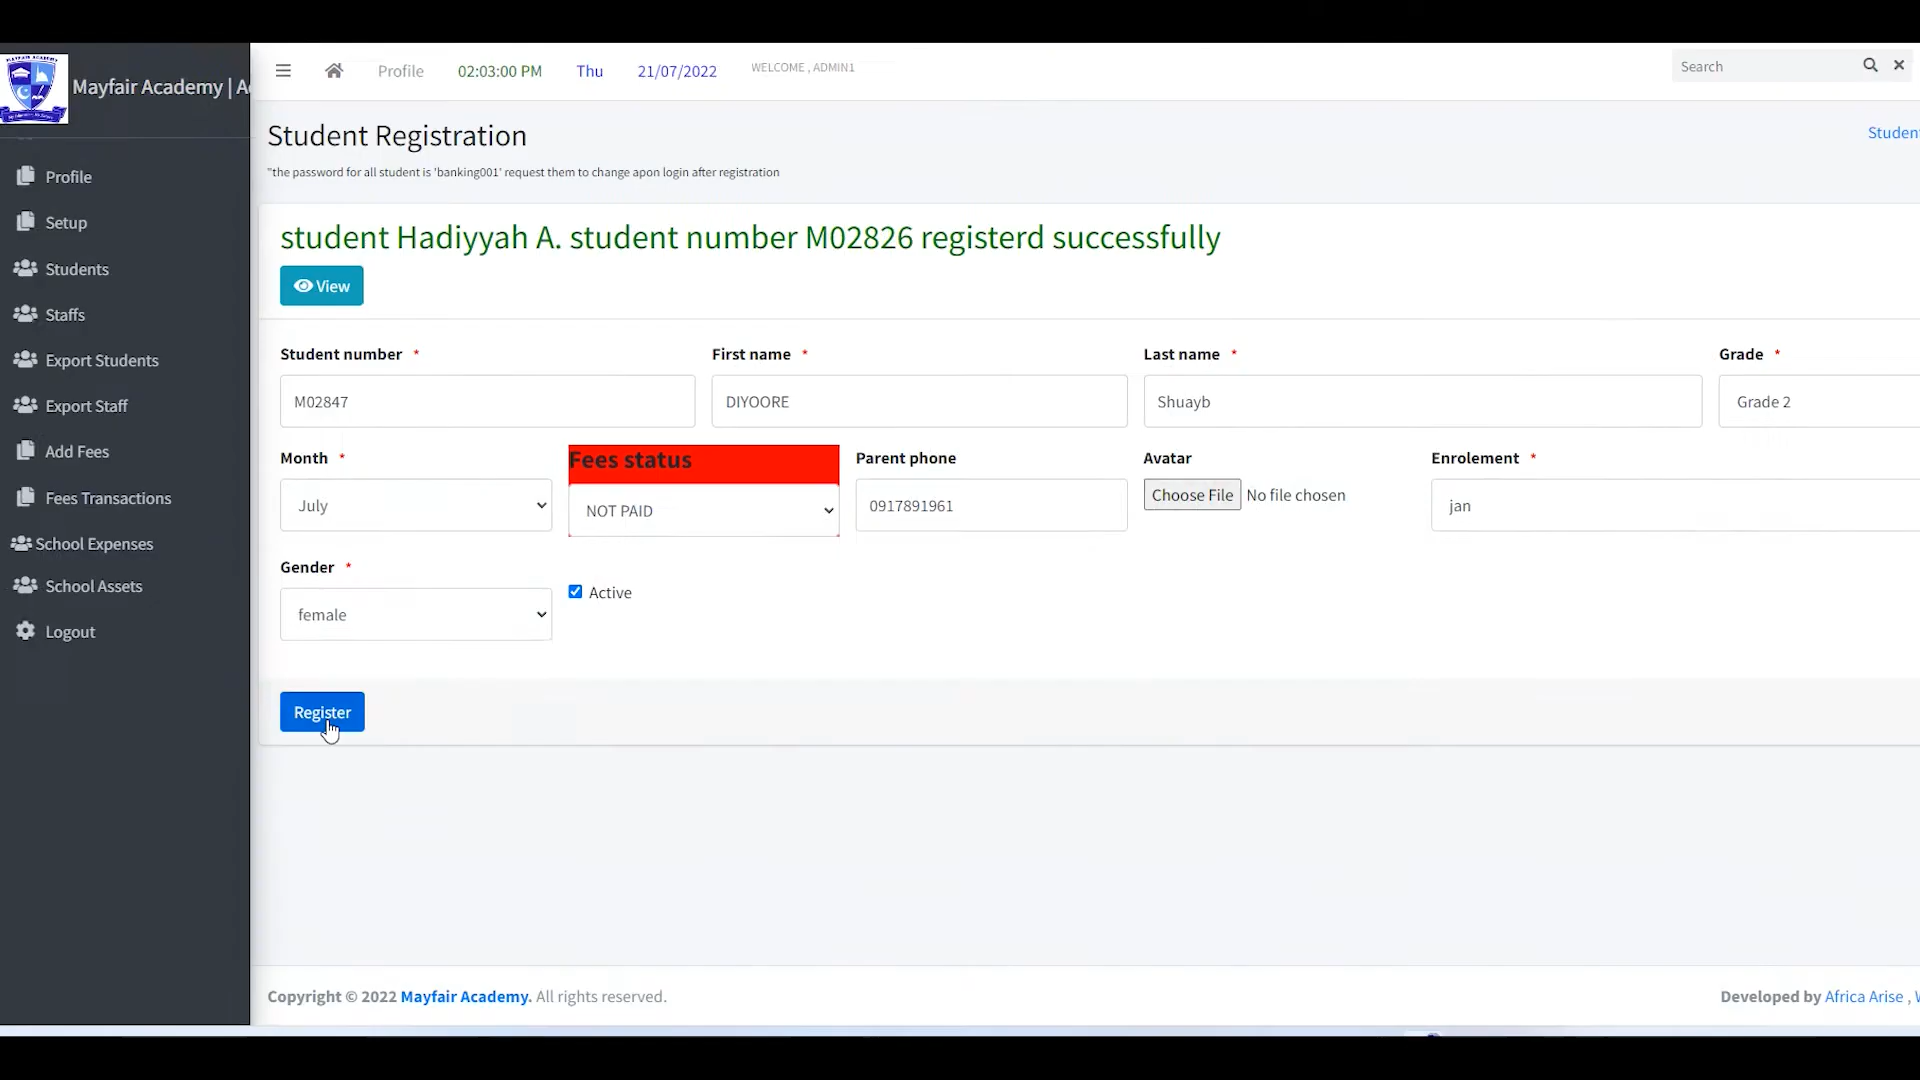 Mayfair Academy | Ac
Profile
02:03:00 PM
Thu
21/07/2022
WELCOME , ADMIN1
Search
Student Registration
Studen
"the password for all student is 'banking001' request them to change apon login after registration
Profile
Setup
Students
Staffs
Export Students
Export Staff
Add Fees
Fees Transactions
School Expenses
School Assets
Logout
student Hadiyyah A. student number M02826 registerd successfully
View
Student number *
First name *
Last name *
Grade *
M02847
DIYOORE
Shuayb
Grade 2
Month *
Fees status
Parent phone
Avatar
Enrolement *
July
NOT PAID
0917891961
Choose File No file chosen
jan
Gender *
female
Active
Register
Copyright © 2022 Mayfair Academy. All rights reserved.
Developed by Africa Arise ,